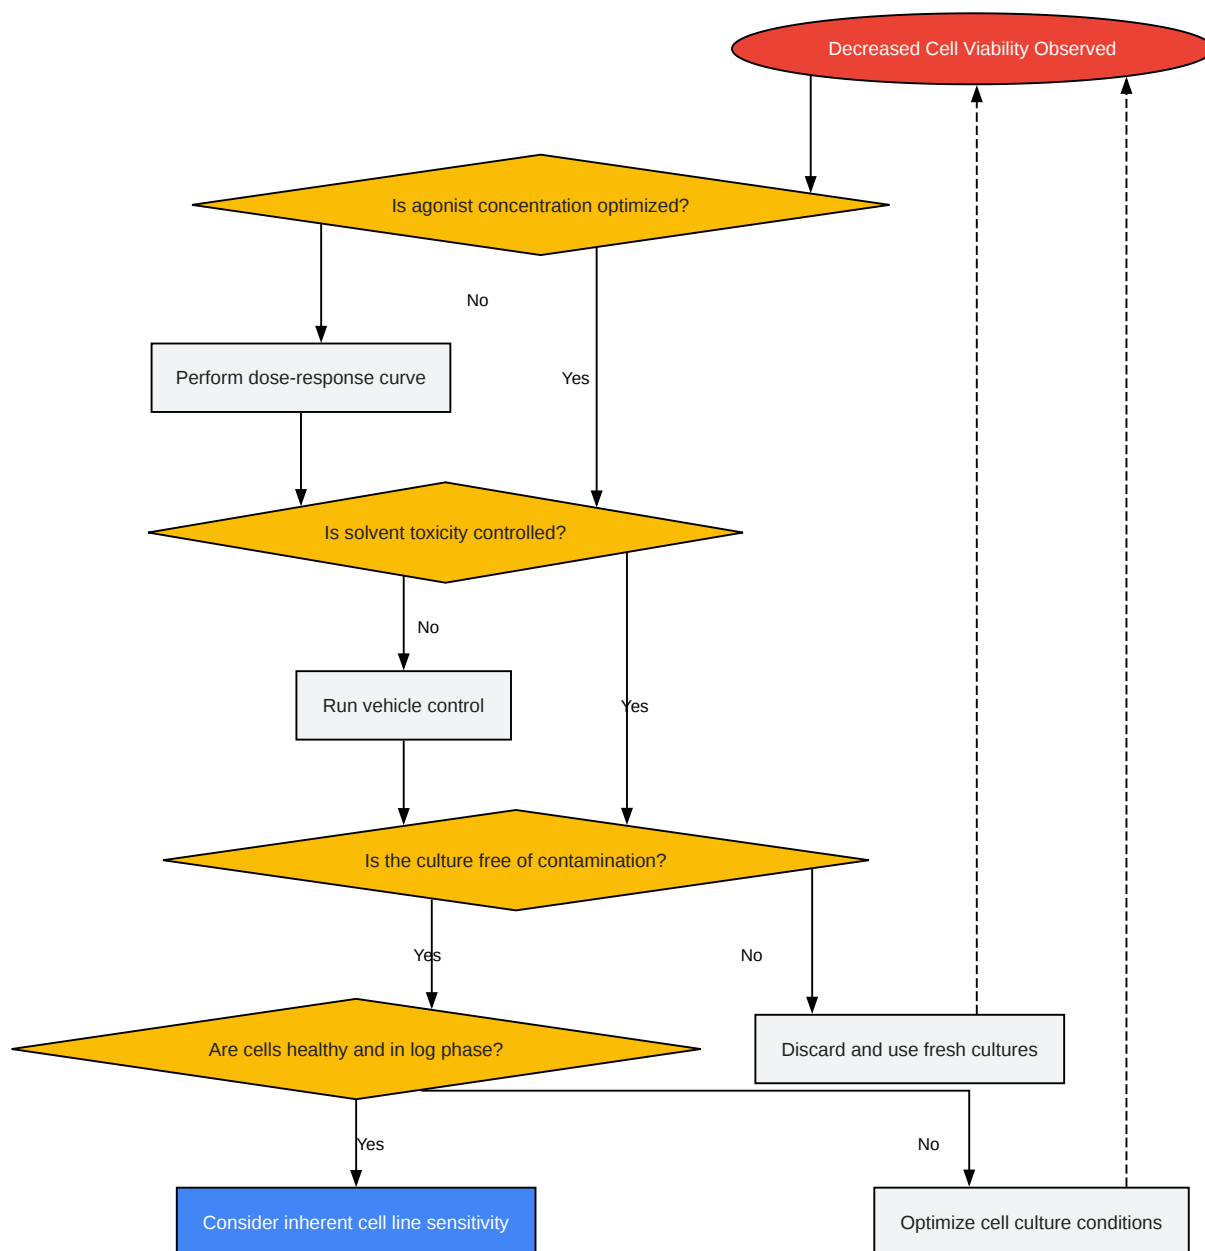 Decreased Cell Viability Observed
Is agonist concentration optimized?
No
Perform dose-response curve
Yes
Is solvent toxicity controlled?
No
Run vehicle control
Yes
Is the culture free of contamination?
Yes
No
Are cells healthy and in log phase?
Discard and use fresh cultures
Yes
No
Consider inherent cell line sensitivity
Optimize cell culture conditions